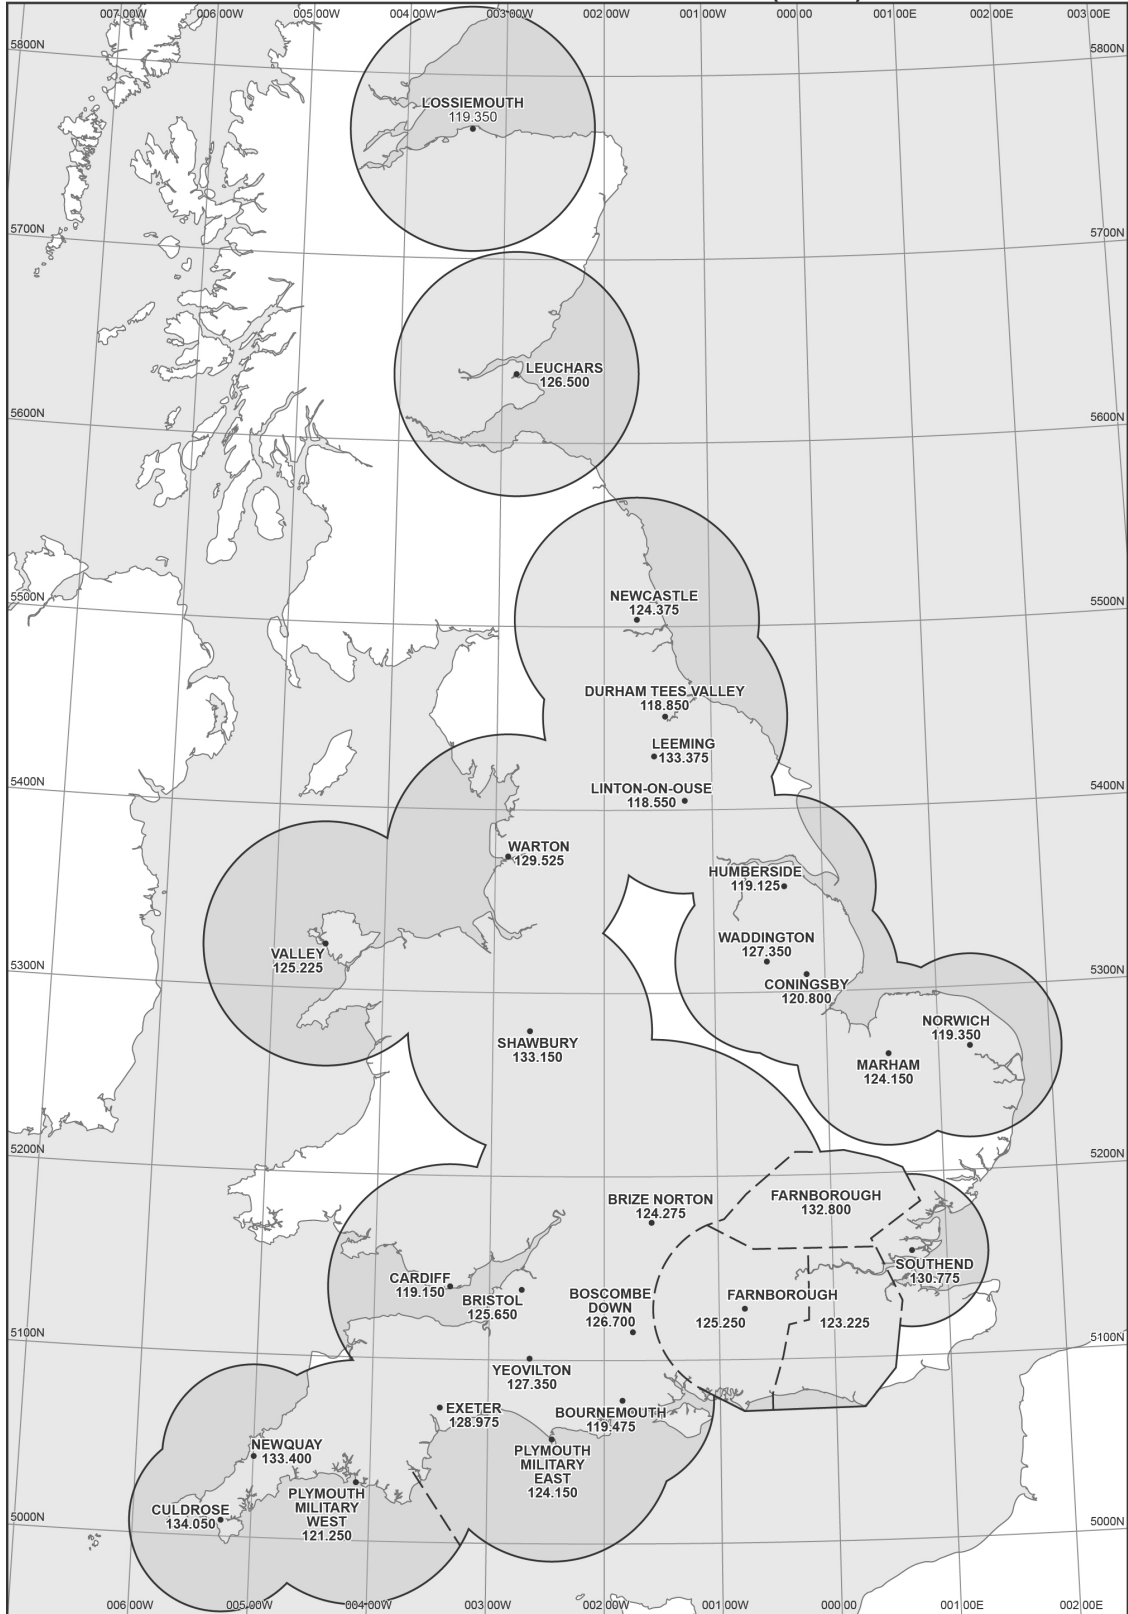 007.00W 006.00W 005.00W 004.00W 003.00W 002.00W 001.00W 000.00 001.00E 002.00E 003.00E
5800N 5800N
LOSSIEMOUTH
119.350
5700N 5700N
LEUCHARS
126.500
5600N 5600N
NEWCASTLE
124.375
5500N 5500N
DURHAM TEES VALLEY
118.850
LEEMING
133.375
LINTON-ON-OUSE
118.550
5400N 5400N
WARTON
129.525
HUMBERSIDE
119.125
WADDINGTON
127.350
VALLEY
125.225
CONINGSBY
120.800
5300N 5300N
NORWICH
119.350
SHAWBURY
133.150
MARHAM
124.150
5200N 5200N
BRIZE NORTON
124.275
FARNBOROUGH
132.800
SOUTHEND
130.775
CARDIFF
119.150
BRISTOL
125.650
BOSCOMBE
DOWN
126.700
FARNBOROUGH
125.250 123.225
5100N 5100N
YEOVILTON
127.350
EXETER
128.975
BOURNEMOUTH
119.475
NEWQUAY
133.400
PLYMOUTH
MILITARY
EAST
124.150
PLYMOUTH
MILITARY
WEST
121.250
CULDROSE
134.050
5000N 5000N
006.00W 005.00W 004.00W 003.00W 002.00W 001.00W 000.00 001.00E 002.00E